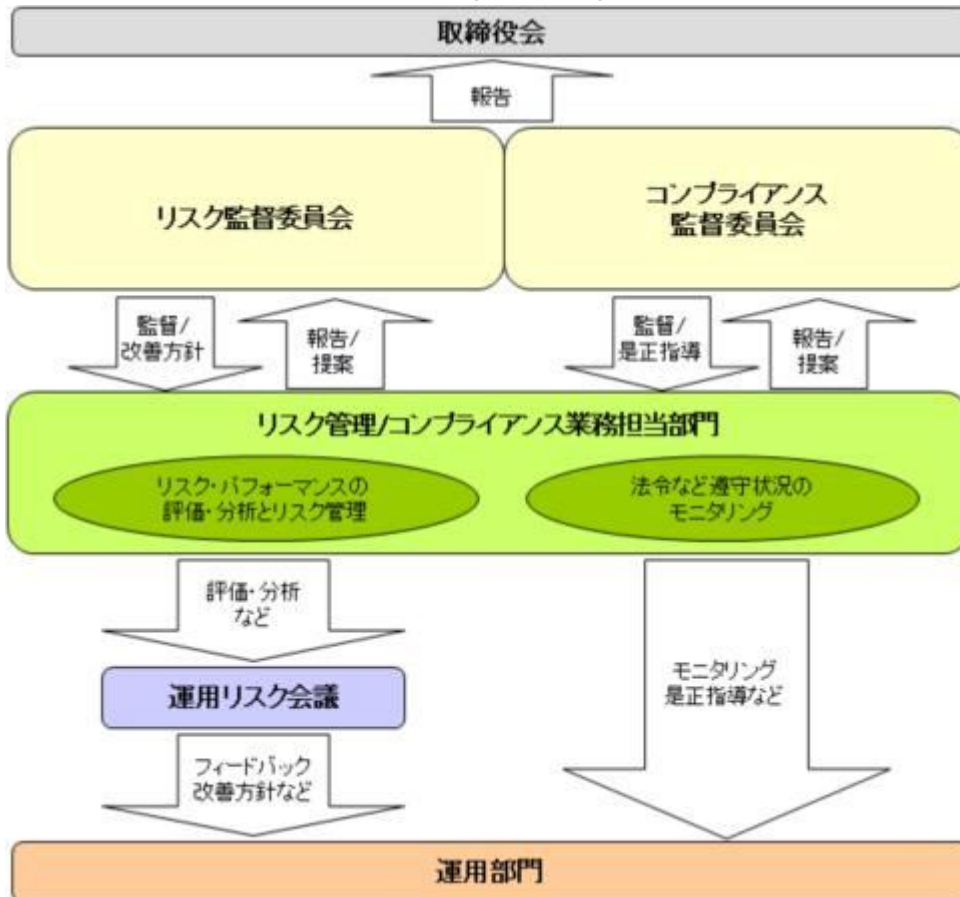 取締役会
報告
リスク監督委員会
コンプライアンス
監督委員会
監督/
改善方針
報告/
提案
監督/
是正指導
報告/
提案
リスク管理/コンプライアンス業務担当部門
リスク・パフォーマンスの
評価・分析とリスク管理
法令など遵守状況の
モニタリング
評価・分析
など
運用リスク会議
モニタリング
是正指導など
フィードバック
改善方針など
運用部門